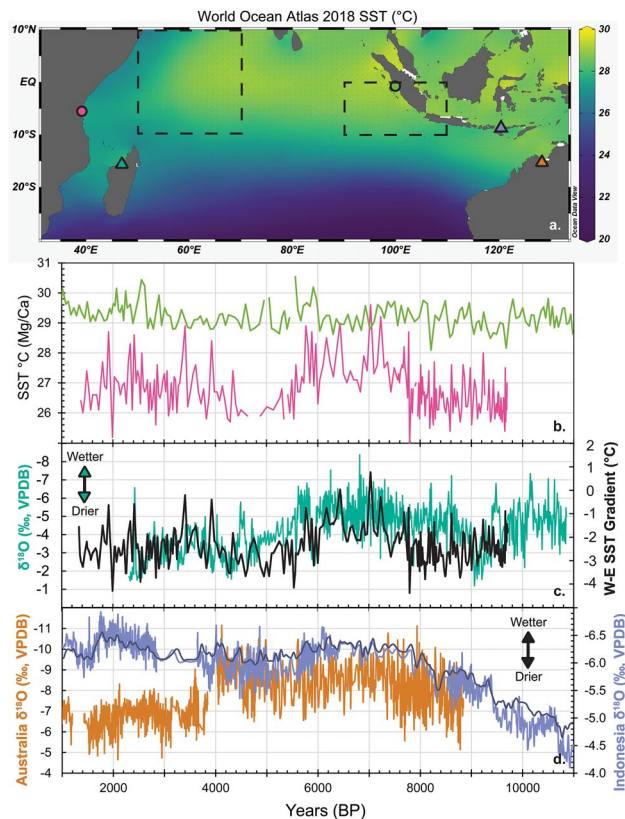 World Ocean Atlas 2018 SST (°C)
10°N
EQ
10°S
20°S
40°E 60°E 80°E 100°E 120°E
a.
Ocean Data View
30
28
26
24
22
20
SST °C (Mg/Ca)
31
30
29
28
27
26
b.
δ¹⁸O (‰, VPDB)
-8
-7
-6
-5
-4
-3
-2
-1
Wetter
Drier
c.
2
1
0
-1
-2
-3
-4
W-E SST Gradient (°C)
Australia δ¹⁸O (‰, VPDB)
-11
-10
-9
-8
-7
-6
-5
-4
Wetter
Drier
d.
-6.5
-6.0
-5.5
-5.0
-4.5
-4.0
Indonesia δ¹⁸O (‰, VPDB)
2000 4000 6000 8000 10000
Years (BP)